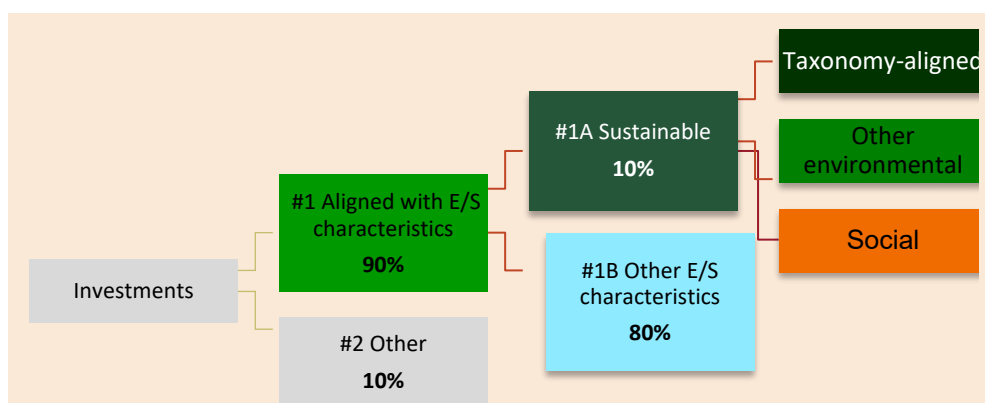 Investments
#1 Aligned with E/S
characteristics
90%
#2 Other
10%
#1A Sustainable
10%
#1B Other E/S
characteristics
80%
Taxonomy-aligned
Other
environmental
Social